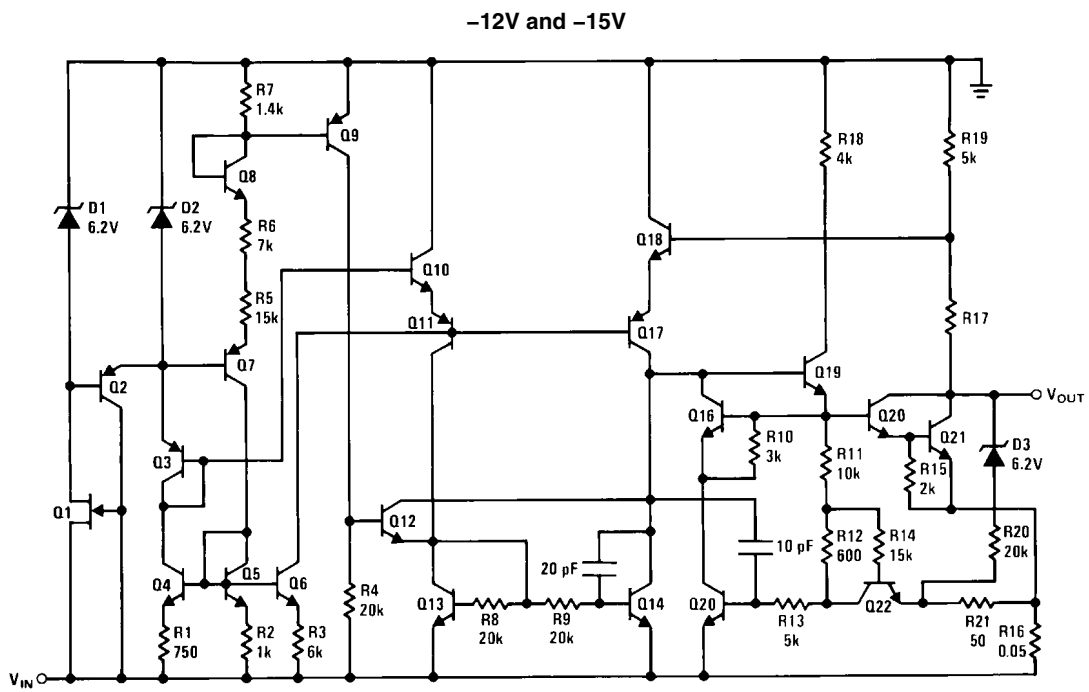 –12V and –15V
R7
1.4k
Q9
Q8
R18
4k
R19
5k
D1
6.2V
D2
6.2V
R6
7k
Q18
Q10
R5
15k
Q11
Q17
R17
Q2
Q7
Q19
VOUT
Q16
Q20
Q21
D3
6.2V
R10
3k
R11
10k
R15
2k
Q3
Q1
Q12
10 pF
R12
600
R14
15k
R20
20k
Q4
Q5
Q6
R4
20k
20 pF
Q13
R8
20k
R9
20k
Q14
Q20
R13
5k
Q22
R21
50
R16
0.05
R1
750
R2
1k
R3
6k
VIN